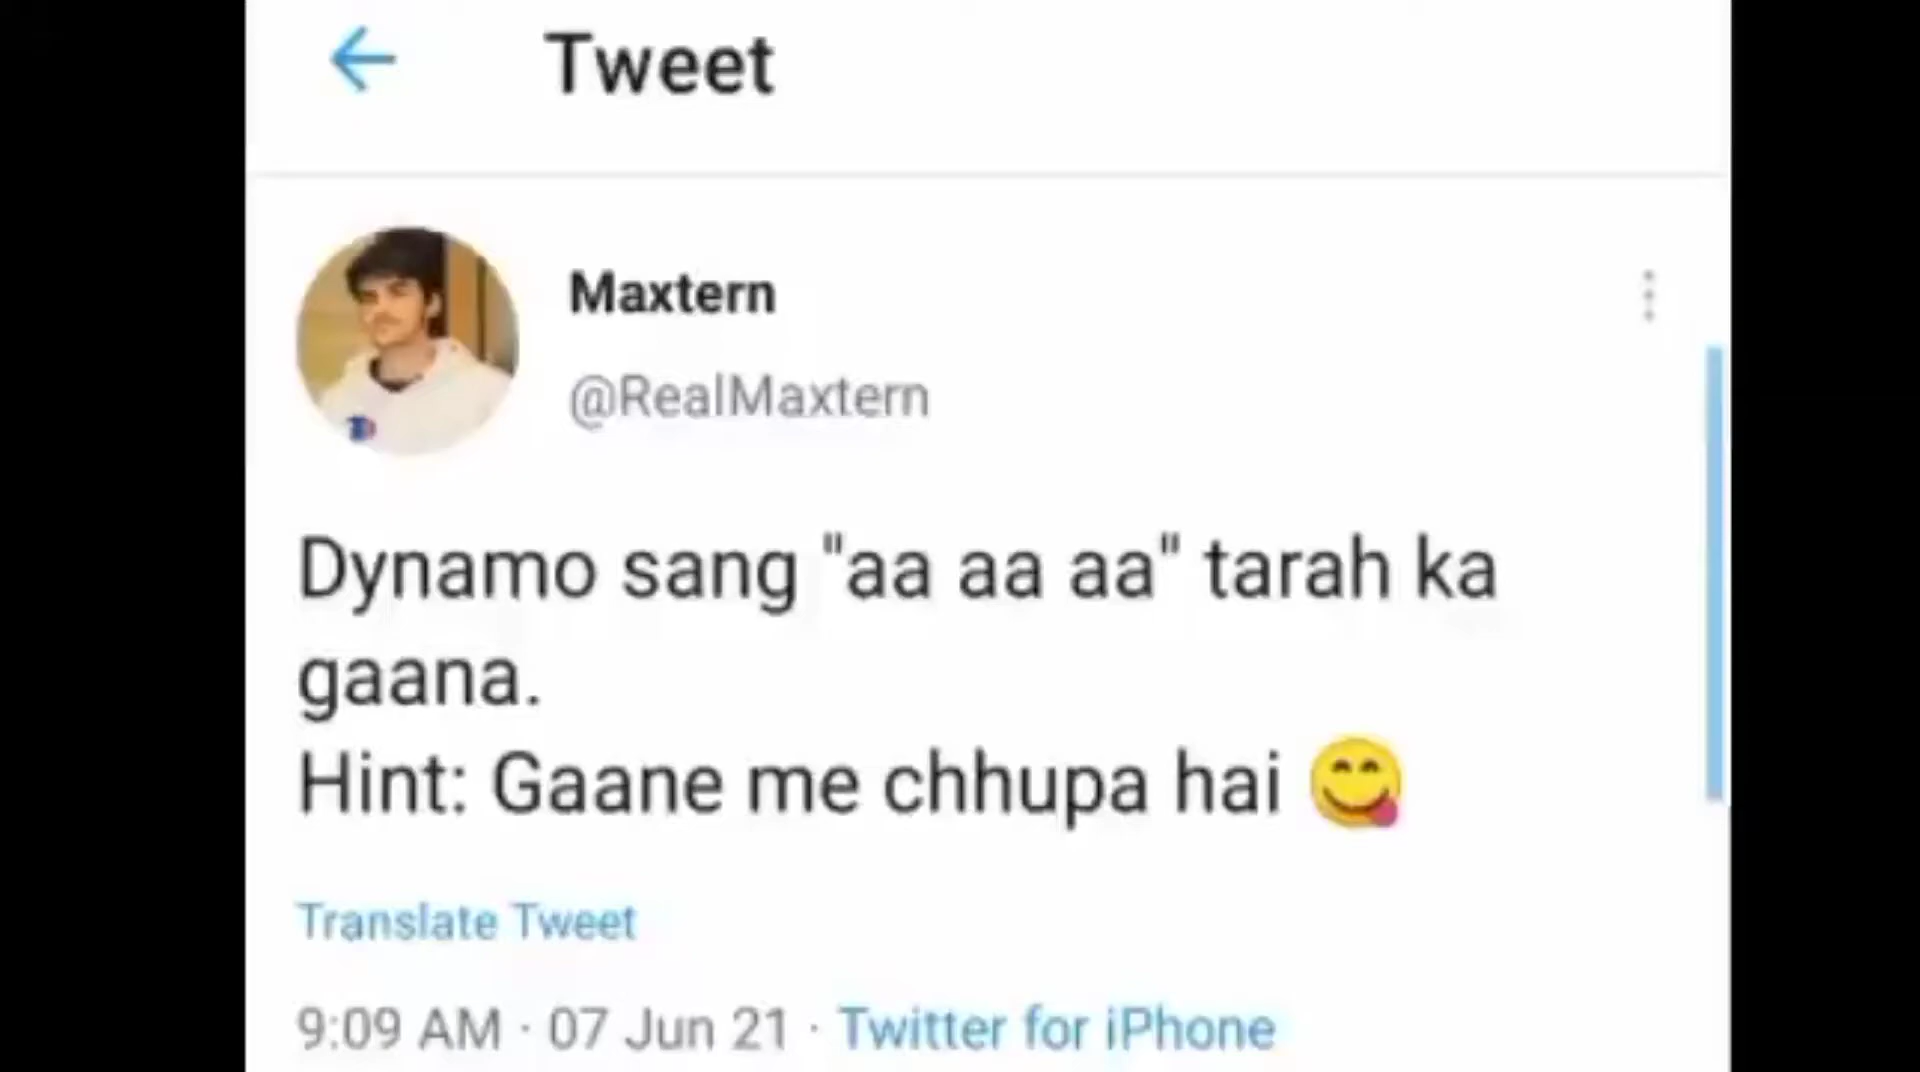 Tweet
Maxtern
@RealMaxtern
Dynamo sang "aa aa aa" tarah ka
gaana.
Hint: Gaane me chhupa hai 😋
Translate Tweet
9:09 AM · 07 Jun 21 · Twitter for iPhone